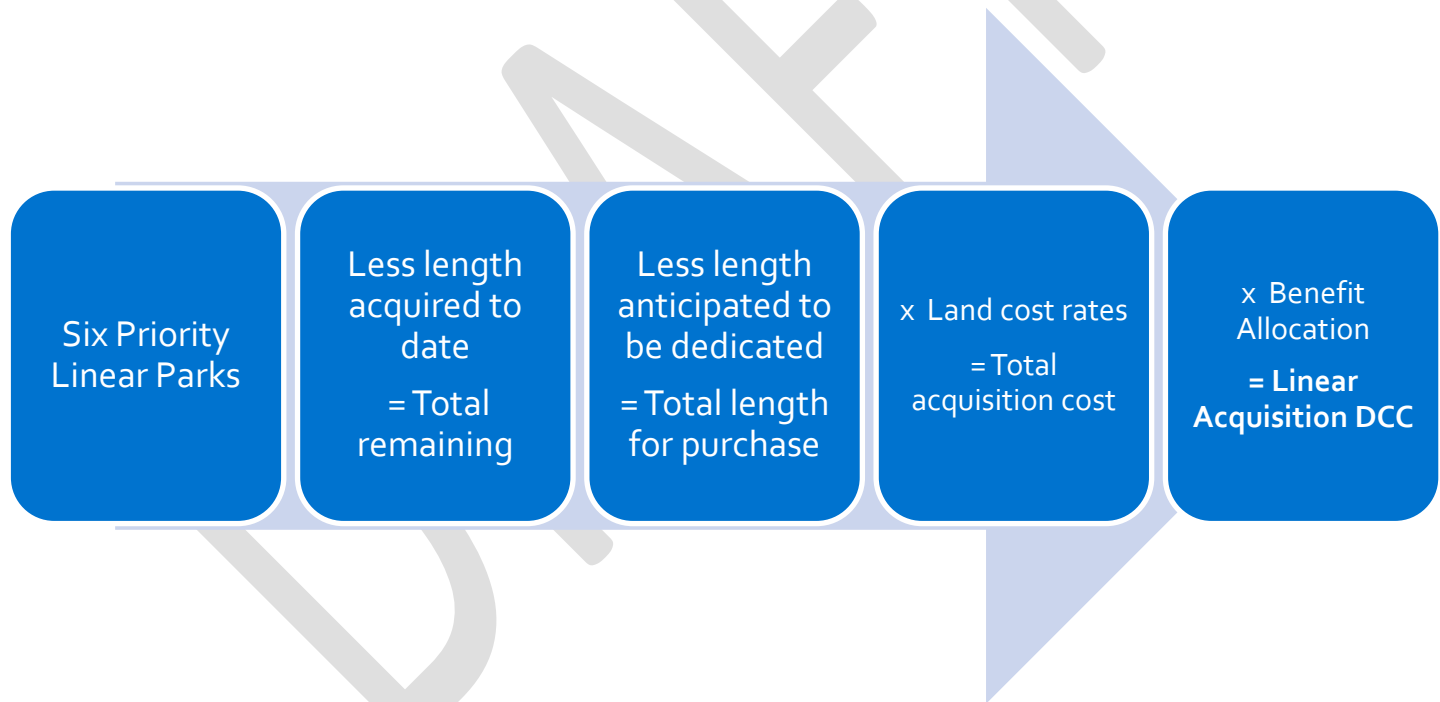 Six Priority
Linear Parks
Less length
acquired to
date
= Total
remaining
Less length
anticipated to
be dedicated
= Total length
for purchase
x Land cost rates
= Total
acquisition cost
x Benefit
Allocation
= Linear
Acquisition DCC